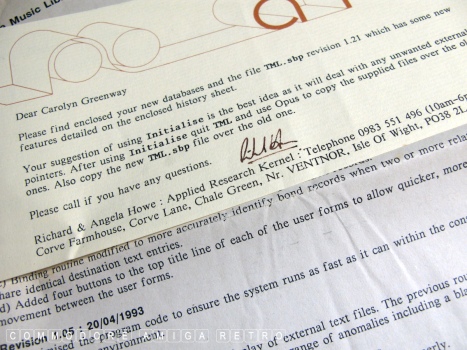 Music Lib
Dear Carolyn Greenway
Please find enclosed your new databases and the file TML.sbp revision 1.21 which has some new
features detailed on the enclosed history sheet.
Your suggestion of using Initialise is the best idea as it will deal with any unwanted external
pointers. After using Initialise quit TML and use Opus to copy the supplied files over the old
ones. Also copy the new TML.sbp file over the old one.
Please call if you have any questions.
Richard & Angela Howe : Applied Research Kernel : Telephone 0983 551 496 (10am-6
Corve Farmhouse, Corve Lane, Chale Green, Nr. VENTNOR, Isle Of Wight, PO38 2L
c) Binding routine modified to more accurately identify bond records when two or more rela
hare identical destination text entries.
d) Added four buttons to the top title line of each of the user forms to allow quicker, more
movement between the user forms.
Revision 1.05 : 20/04/1993
program code to ensure the system runs as fast as it can within the con
environment
lay of external text files. The previous ro
range of anomalies including a bla
COMMODORE AMIGA RETRO